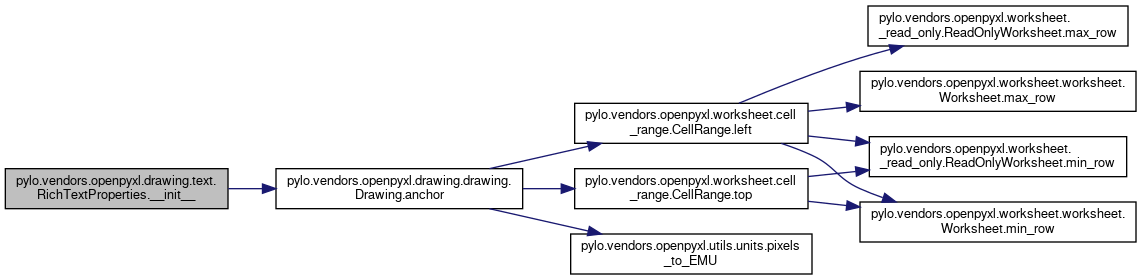 pylo.vendors.openpyxl.drawing.text.
RichTextProperties.__init__
pylo.vendors.openpyxl.drawing.drawing.
Drawing.anchor
pylo.vendors.openpyxl.worksheet.cell
_range.CellRange.left
pylo.vendors.openpyxl.worksheet.cell
_range.CellRange.top
pylo.vendors.openpyxl.utils.units.pixels
_to_EMU
pylo.vendors.openpyxl.worksheet.
_read_only.ReadOnlyWorksheet.max_row
pylo.vendors.openpyxl.worksheet.worksheet.
Worksheet.max_row
pylo.vendors.openpyxl.worksheet.
_read_only.ReadOnlyWorksheet.min_row
pylo.vendors.openpyxl.worksheet.worksheet.
Worksheet.min_row